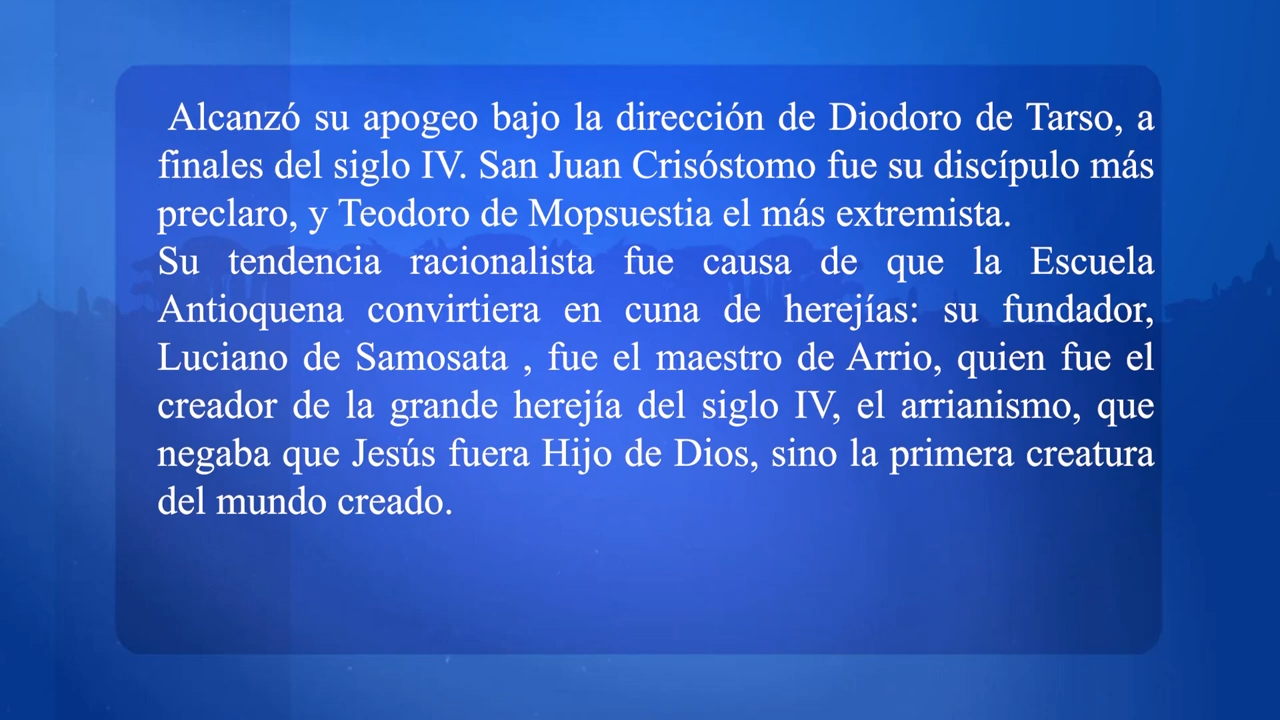 Alcanzó su apogeo bajo la dirección de Diodoro de Tarso, a
finales del siglo IV. San Juan Crisóstomo fue su discípulo más
preclaro, y Teodoro de Mopsuestia el más extremista.
Su tendencia racionalista fue causa de que la Escuela
Antioquena convirtiera en cuna de herejías: su fundador,
Luciano de Samosata , fue el maestro de Arrio, quien fue el
creador de la grande herejía del siglo IV, el arrianismo, que
negaba que Jesús fuera Hijo de Dios, sino la primera creatura
del mundo creado.